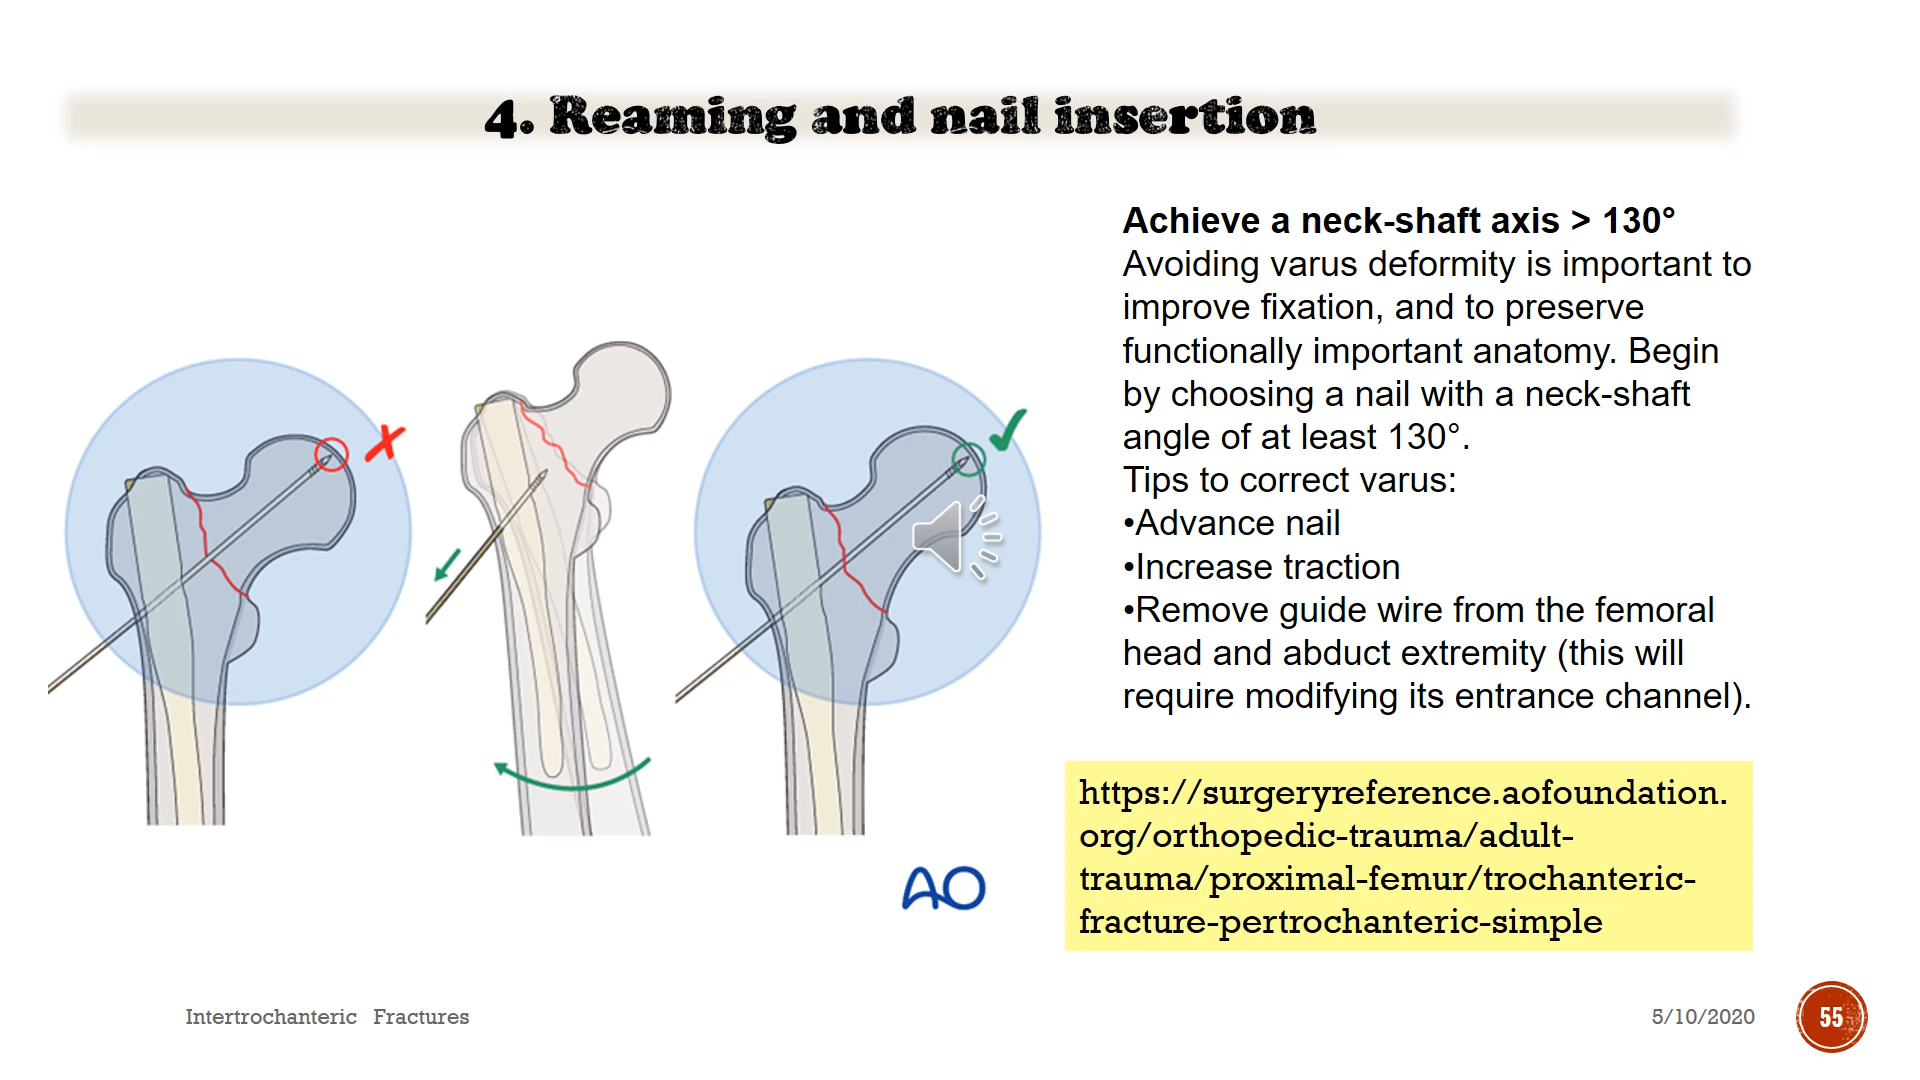 4. Reaming and nail insertion
Achieve a neck-shaft axis > 130°
Avoiding varus deformity is important to
improve fixation, and to preserve
functionally important anatomy. Begin
by choosing a nail with a neck-shaft
angle of at least 130°.
Tips to correct varus:
•Advance nail
•Increase traction
•Remove guide wire from the femoral
head and abduct extremity (this will
require modifying its entrance channel).
https://surgeryreference.aofoundation.
org/orthopedic-trauma/adult-
trauma/proximal-femur/trochanteric-
fracture-pertrochanteric-simple
AO
Intertrochanteric Fractures
5/10/2020
55